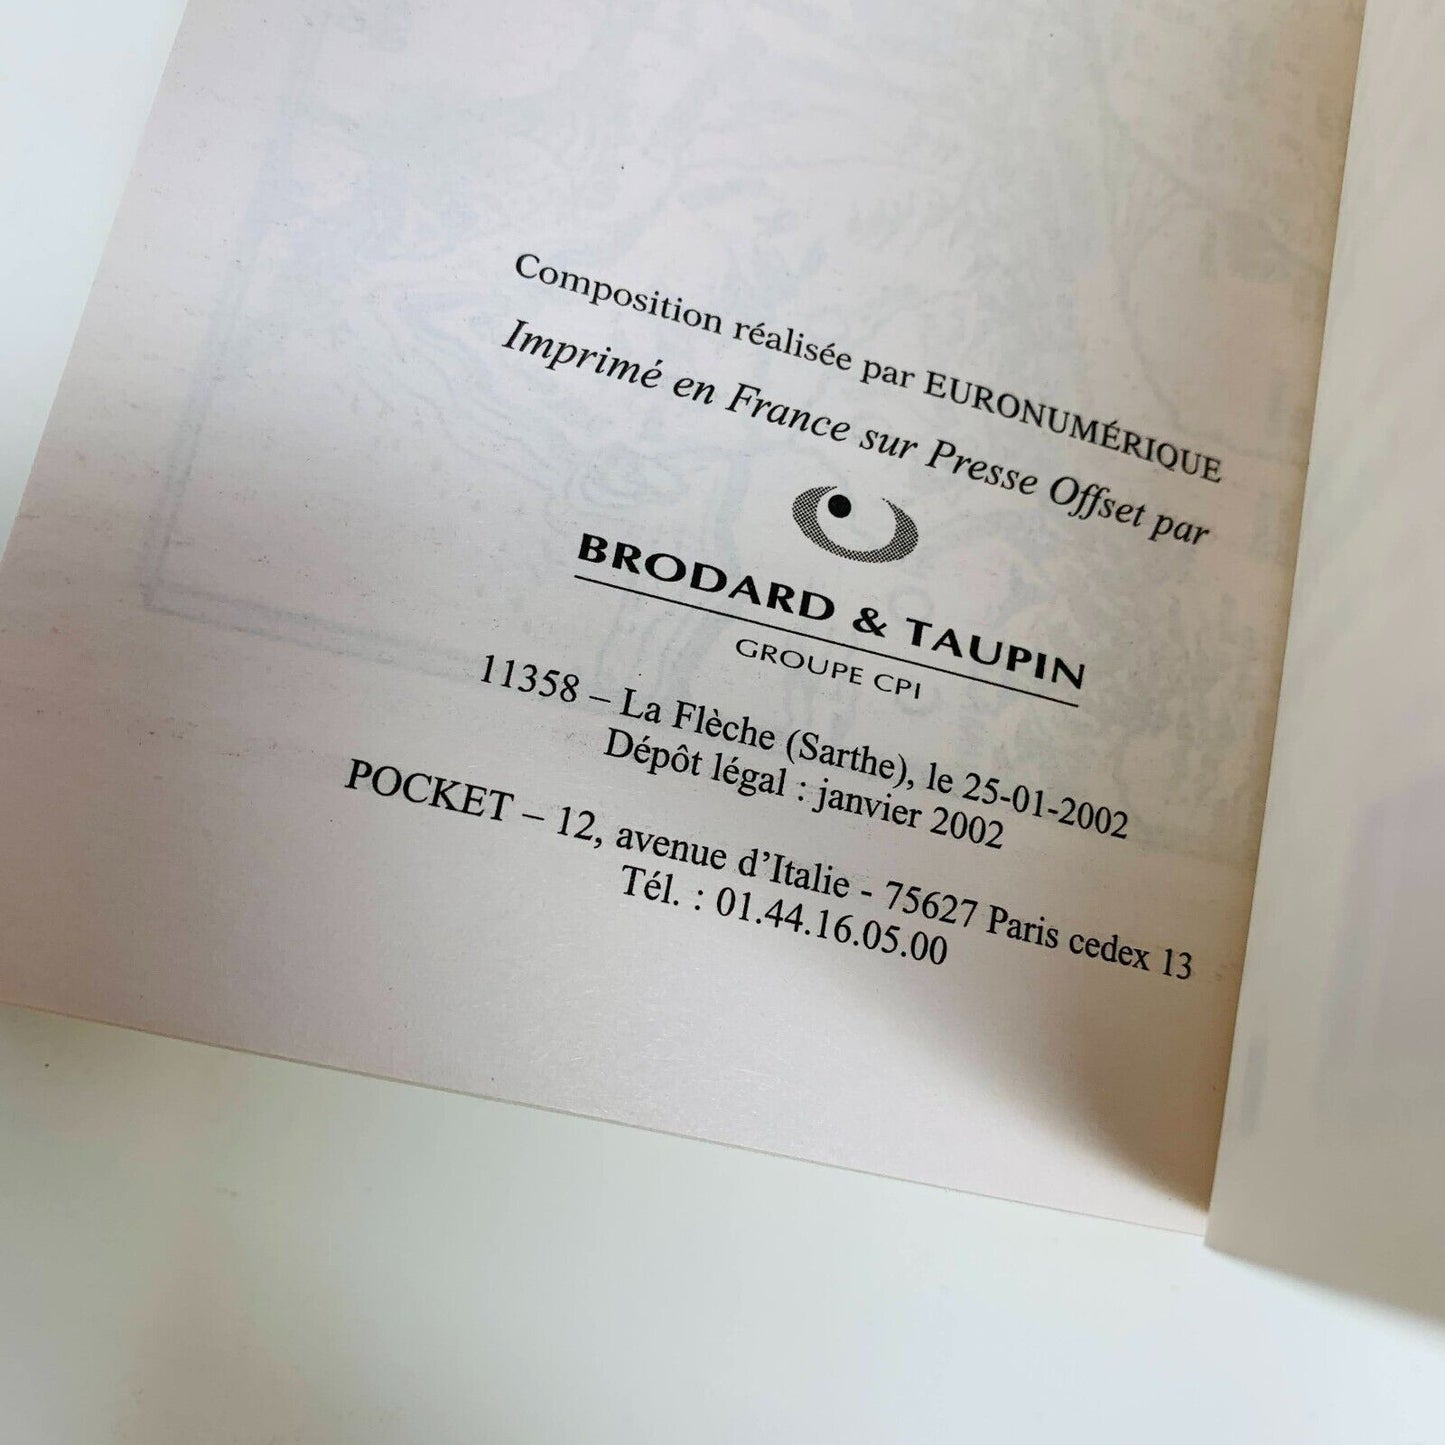 Composition réalisée par EURONUMÉRIQUE
Imprimé en France sur Presse Offset par
BRODARD & TAUPIN
GROUPE CPI
11358 – La Flèche (Sarthe), le 25-01-2002
Dépôt légal : janvier 2002
POCKET – 12, avenue d’Italie - 75627 Paris cedex 13
Tél. : 01.44.16.05.00